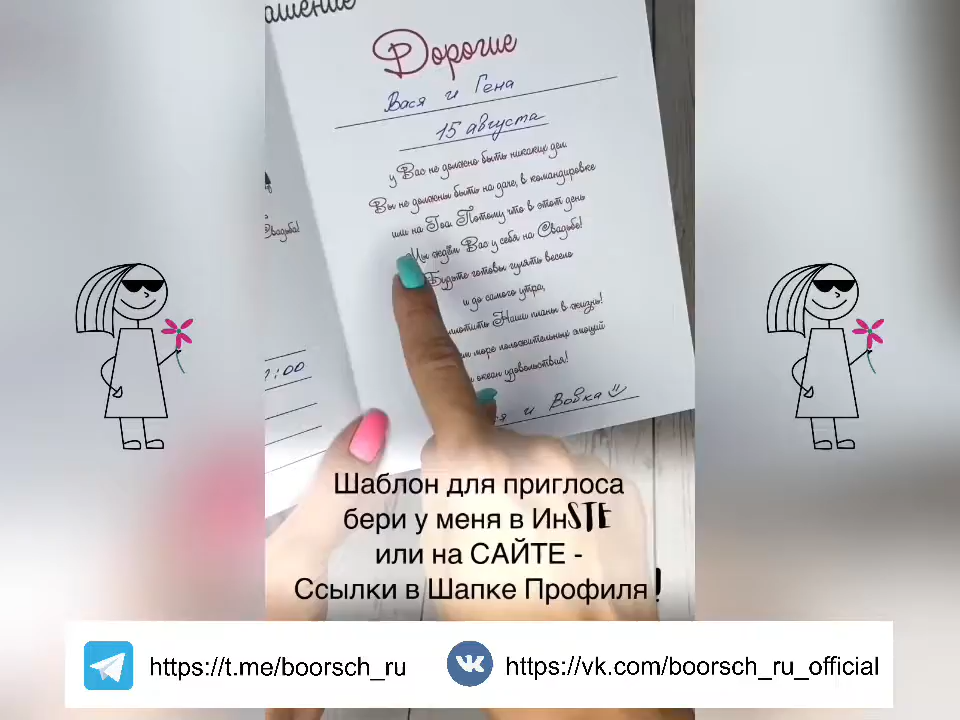 Дорогие
Вася и Гена
15 августа
у Вас не должно быть никаких дел
Вы не должны быть на даче, в командировке
или на Гоа. Потому что в этот день
Мы ждём Вас у себя на Свадьбе!
Будьте готовы гулять весело
и до самого утра,
Наши планы в жизнь!
море положительных эмоций
океан удовольствия!
и Вовка
Свадьба!
:00
Шаблон для приглоса
бери у меня в ИнSTE
или на САЙТЕ -
Ссылки в Шапке Профиля!
https://t.me/boorsch_ru
https://vk.com/boorsch_ru_official